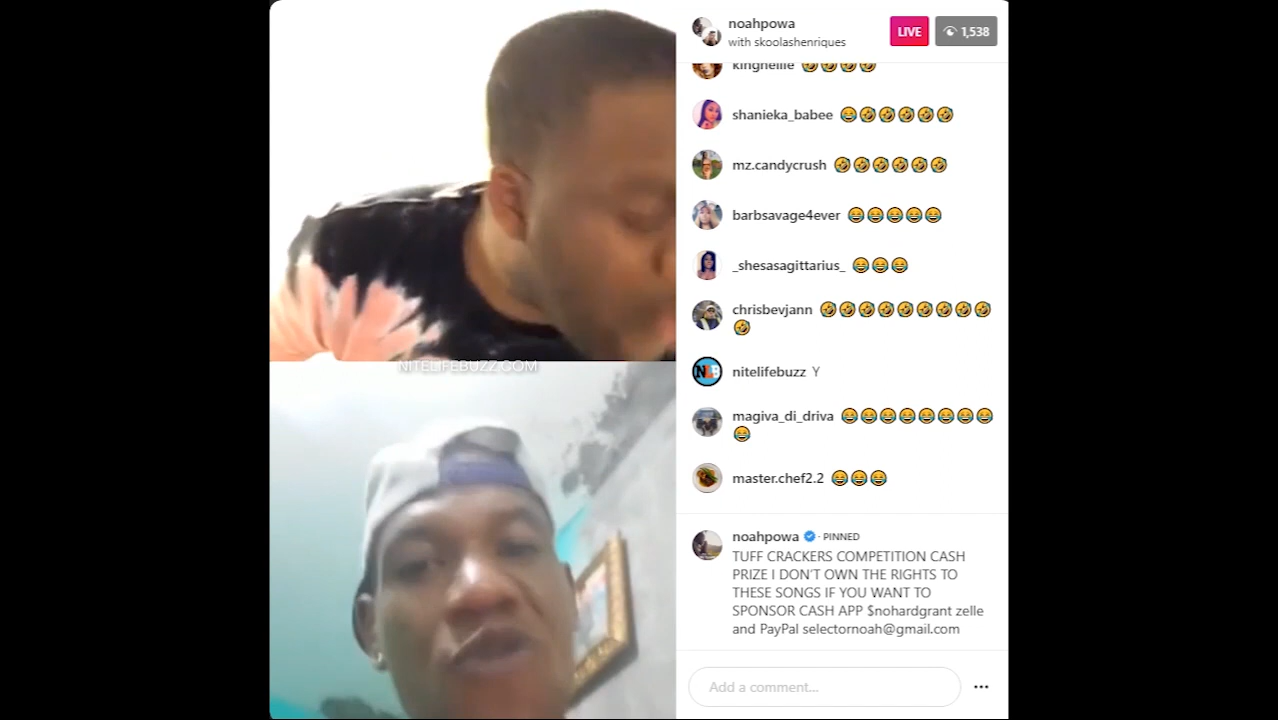 noahpowa
with skoolashenriques
LIVE
1,538
kingnellie 🤣🤣🤣🤣
shanieka_babee 😂🤣🤣🤣🤣🤣
mz.candycrush 🤣🤣🤣🤣🤣🤣
barbsavage4ever 😂😂😂😂😂
_shesasagittarius_ 😂😂😂
chrisbevjann 🤣🤣🤣🤣🤣🤣🤣🤣🤣
🤣
NLB
nitelifebuzz Y
magiva_di_driva 😂😂😂😂😂😂😂😂
😂
master.chef2.2 😂😂😂
noahpowa · PINNED
TUFF CRACKERS COMPETITION CASH
PRIZE I DON'T OWN THE RIGHTS TO
THESE SONGS IF YOU WANT TO
SPONSOR CASH APP $nohardgrant zelle
and PayPal selectornoah@gmail.com
Add a comment...
NITELIFEBUZZ.COM